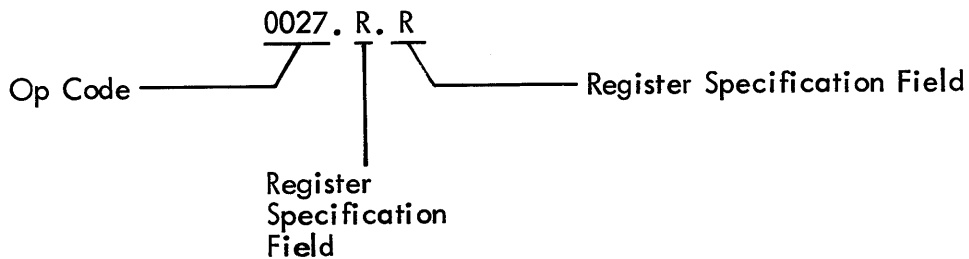 0027. R. R
Op Code
Register Specification Field
Register
Specification
Field